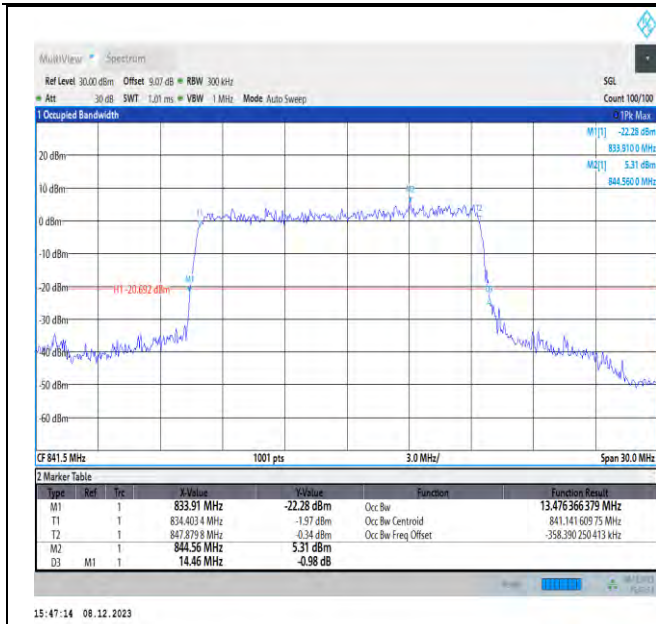 MultiView Spectrum
Ref Level 30.00 dBm Offset 9.07 dB RBW 300 kHz SGL
Att 30 dB SWT 1.01 ms VBW 1 MHz Mode Auto Sweep Count 100/100
1 Occupied Bandwidth 1Pk Max
M1[1] -22.28 dBm
833.910 0 MHz
M2[1] 5.31 dBm
844.560 0 MHz
20 dBm
10 dBm
M2
T1 T2
0 dBm
-10 dBm
M1
-20 dBm
H1 -20.692 dBm
-30 dBm
-40 dBm
-50 dBm
-60 dBm
CF 841.5 MHz 1001 pts 3.0 MHz/ Span 30.0 MHz
2 Marker Table
Type Ref Trc X-Value Y-Value Function Function Result
M1 1 833.91 MHz -22.28 dBm Occ Bw 13.476 366 379 MHz
T1 1 834.403 4 MHz -1.97 dBm Occ Bw Centroid 841.141 609 75 MHz
T2 1 847.879 8 MHz -0.34 dBm Occ Bw Freq Offset -358.390 250 413 kHz
M2 1 844.56 MHz 5.31 dBm
D3 M1 1 14.46 MHz -0.98 dB
15:47:14 08.12.2023